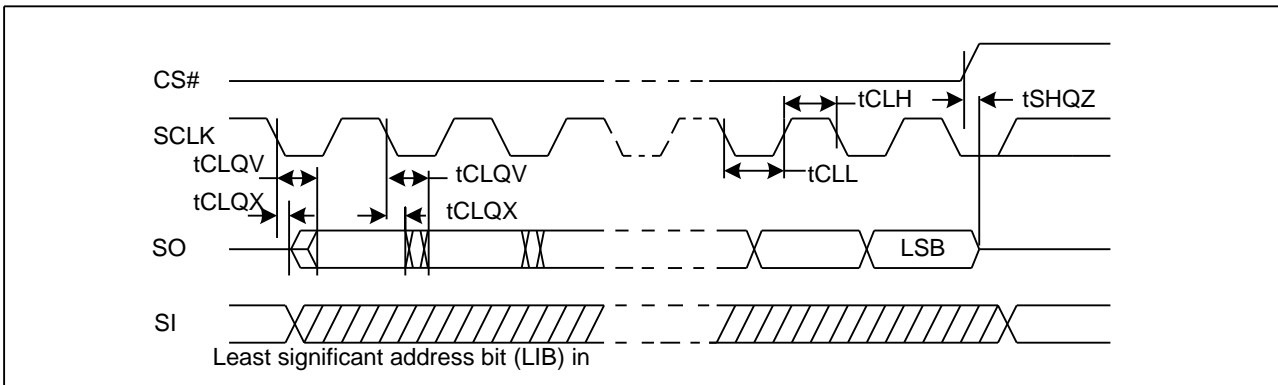 CS#
tCLH
tSHQZ
SCLK
tCLQV
tCLQV
tCLL
tCLQX
tCLQX
SO
LSB
SI
Least significant address bit (LIB) in